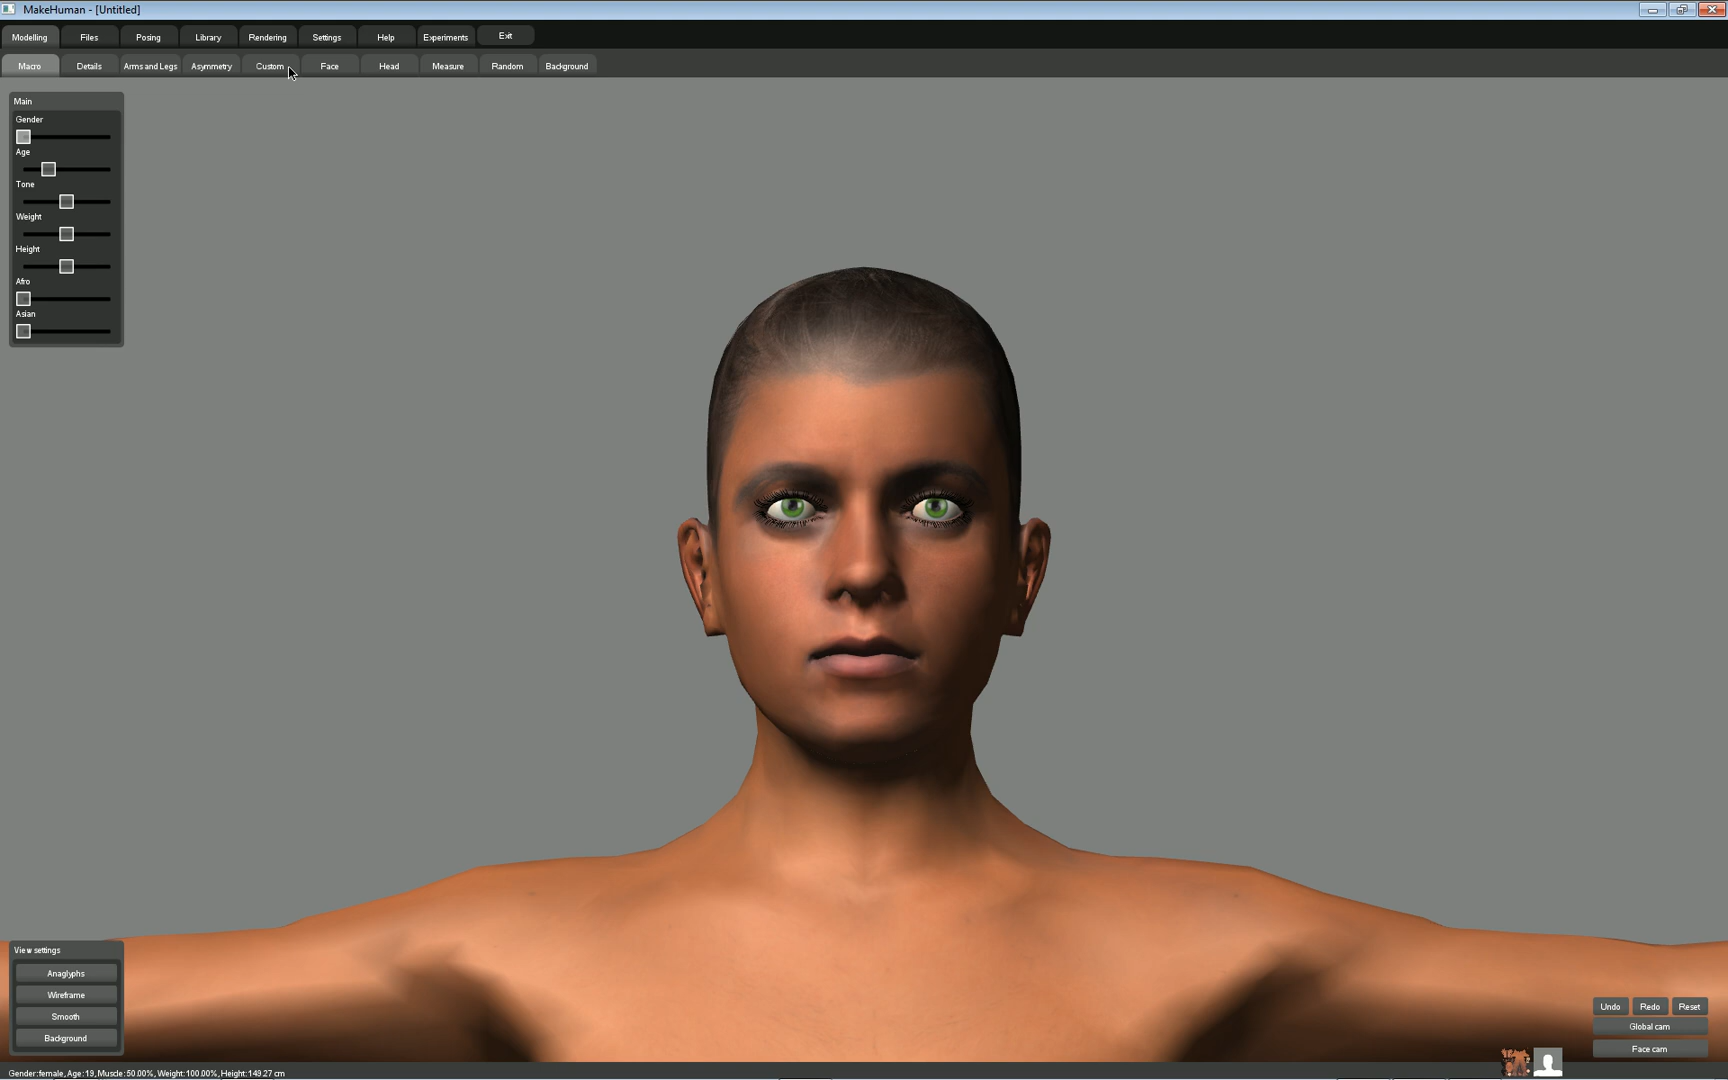 MakeHuman - [Untitled]
Modelling Files Posing Library Rendering Settings Help Experiments Exit
Macro Details Arms and Legs Asymmetry Custom Face Head Measure Random Background
Main
Gender
Age
Tone
Weight
Height
Afro
Asian
View settings
Anaglyphs
Wireframe
Smooth
Background
Undo Redo Reset
Global cam
Face cam
Gender:female, Age:19, Muscle:50.00%, Weight:100.00%, Height:149.27 cm